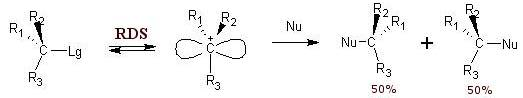 R₁ R₂ Lg R₃
RDS
R₁ R₂ C + R₃
Nu
Nu C R₂ R₁ R₃
50%
+
R₂ R₁ C Nu R₃
50%